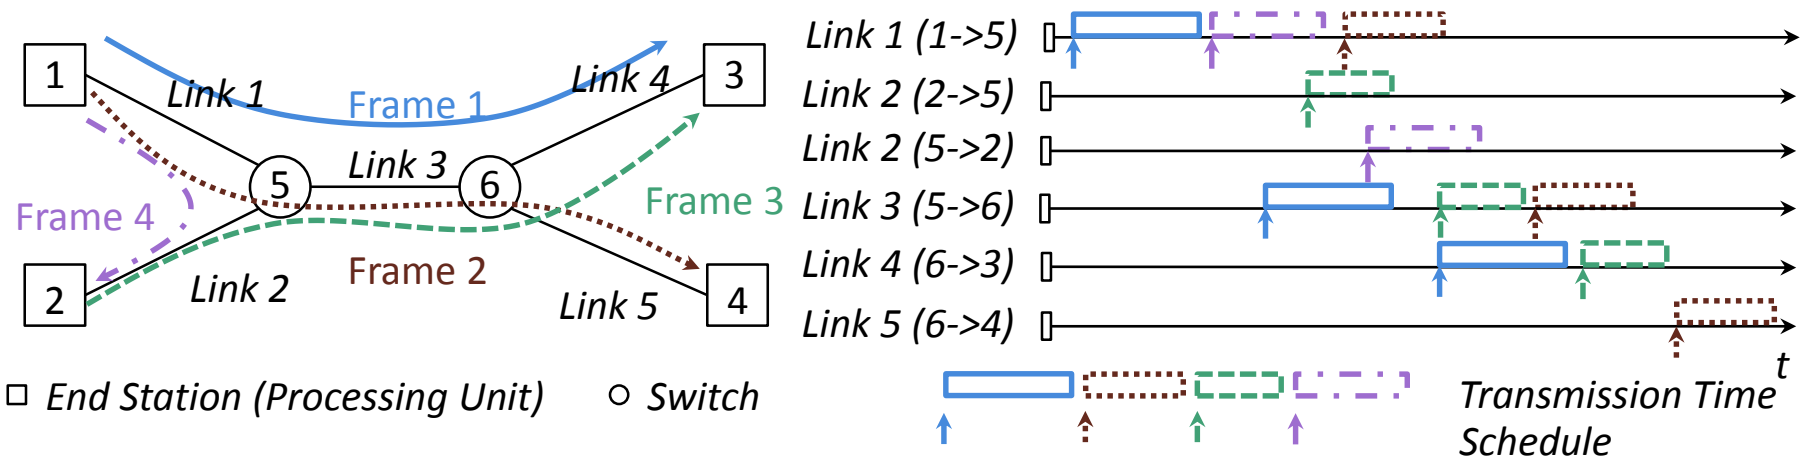 1
Link 1
Frame 1
Link 4
3
5
Link 3
6
Frame 4
Frame 3
2
Link 2
Frame 2
Link 5
4
End Station (Processing Unit)
Switch
Link 1 (1->5)
Link 2 (2->5)
Link 2 (5->2)
Link 3 (5->6)
Link 4 (6->3)
Link 5 (6->4)
t
Transmission Time
Schedule